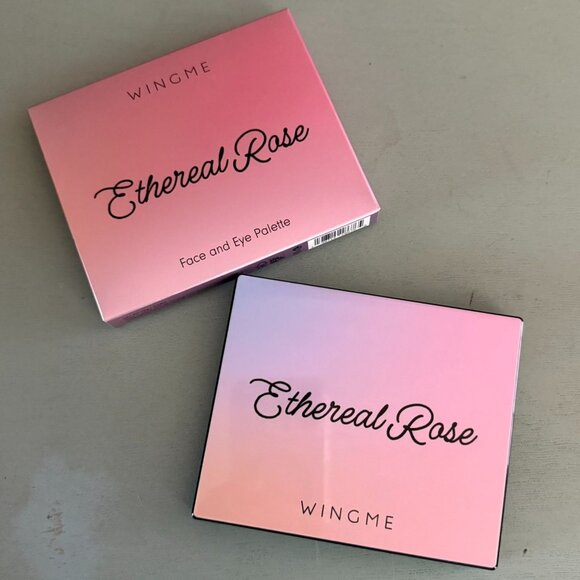 WINGME
Ethereal Rose
Face and Eye Palette
Ethereal Rose
WINGME